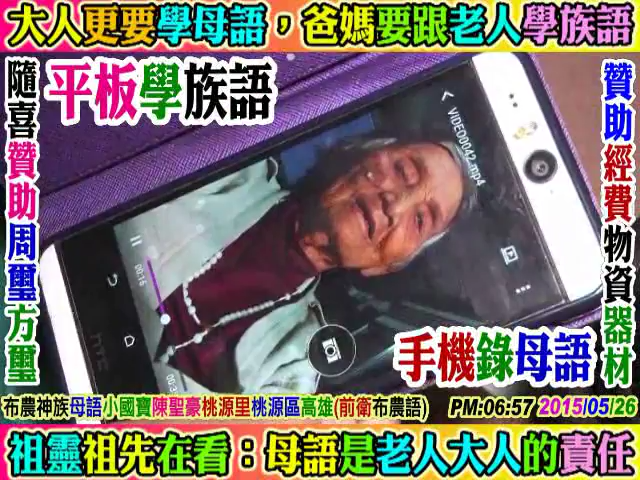 大人更要學母語，爸媽要跟老人學族語
隨喜贊助周璽方璽
平板學族語
贊助經費物資器材
VIDEO0042.mp4
00:16
hTC
手機錄母語
布農神族母語小國寶陳聖豪桃源里桃源區高雄(前衛布農語)
PM:06:57 2015/05/26
祖靈祖先在看：母語是老人大人的責任